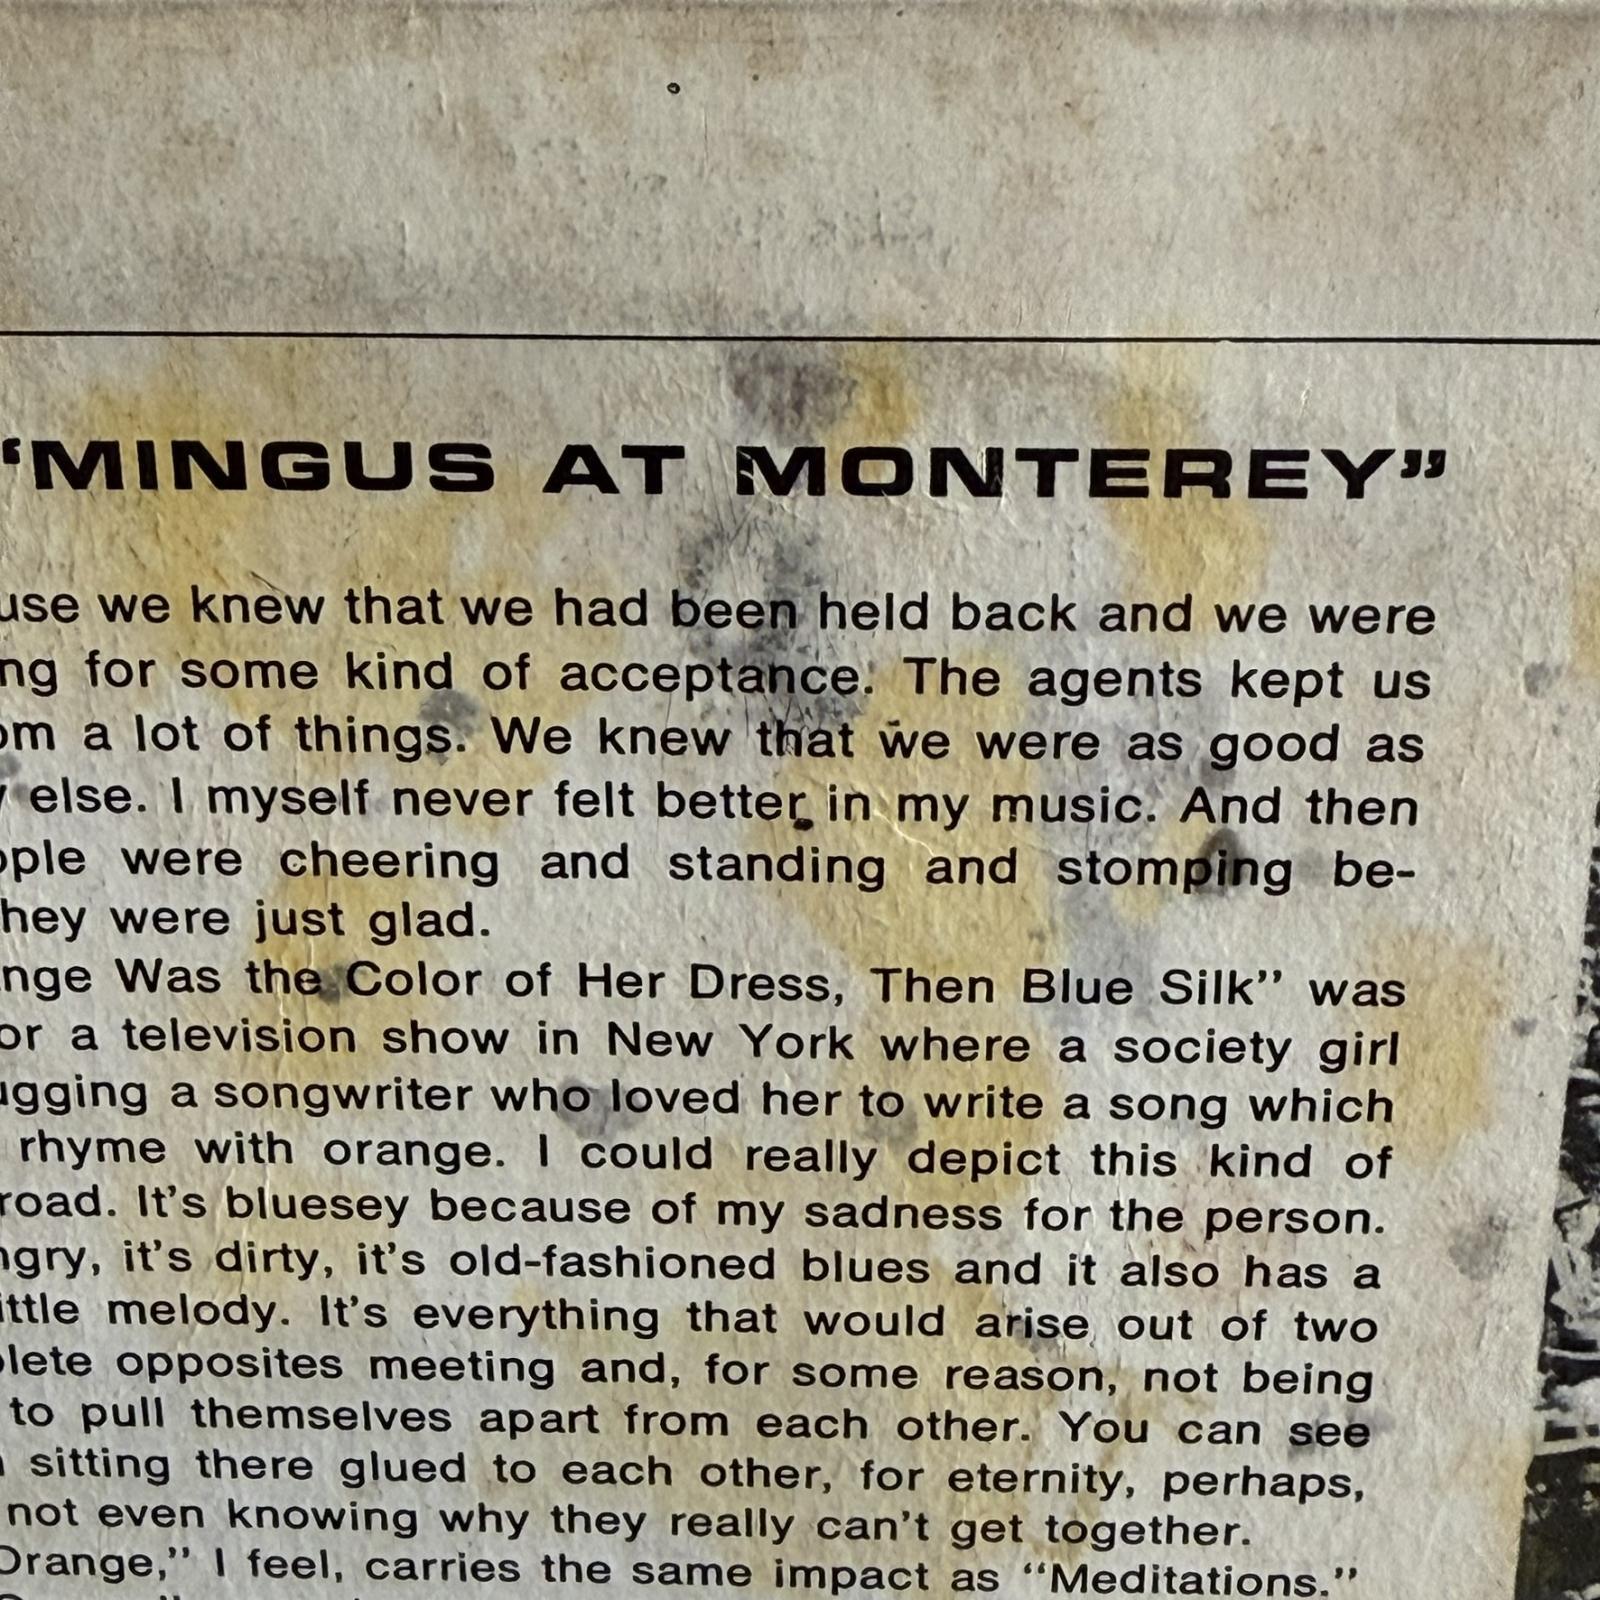 ‘MINGUS AT MONTEREY”
use we knew that we had been held back and we were
ng for some kind of acceptance. The agents kept us
om a lot of things. We knew that we were as good as
y else. I myself never felt better in my music. And then
ople were cheering and standing and stomping be-
hey were just glad.
nge Was the Color of Her Dress, Then Blue Silk” was
or a television show in New York where a society girl
ugging a songwriter who loved her to write a song which
rhyme with orange. I could really depict this kind of
road. It’s bluesey because of my sadness for the person.
ngry, it’s dirty, it’s old-fashioned blues and it also has a
ittle melody. It’s everything that would arise out of two
plete opposites meeting and, for some reason, not being
to pull themselves apart from each other. You can see
sitting there glued to each other, for eternity, perhaps,
not even knowing why they really can’t get together.
Orange,” I feel, carries the same impact as “Meditations.”